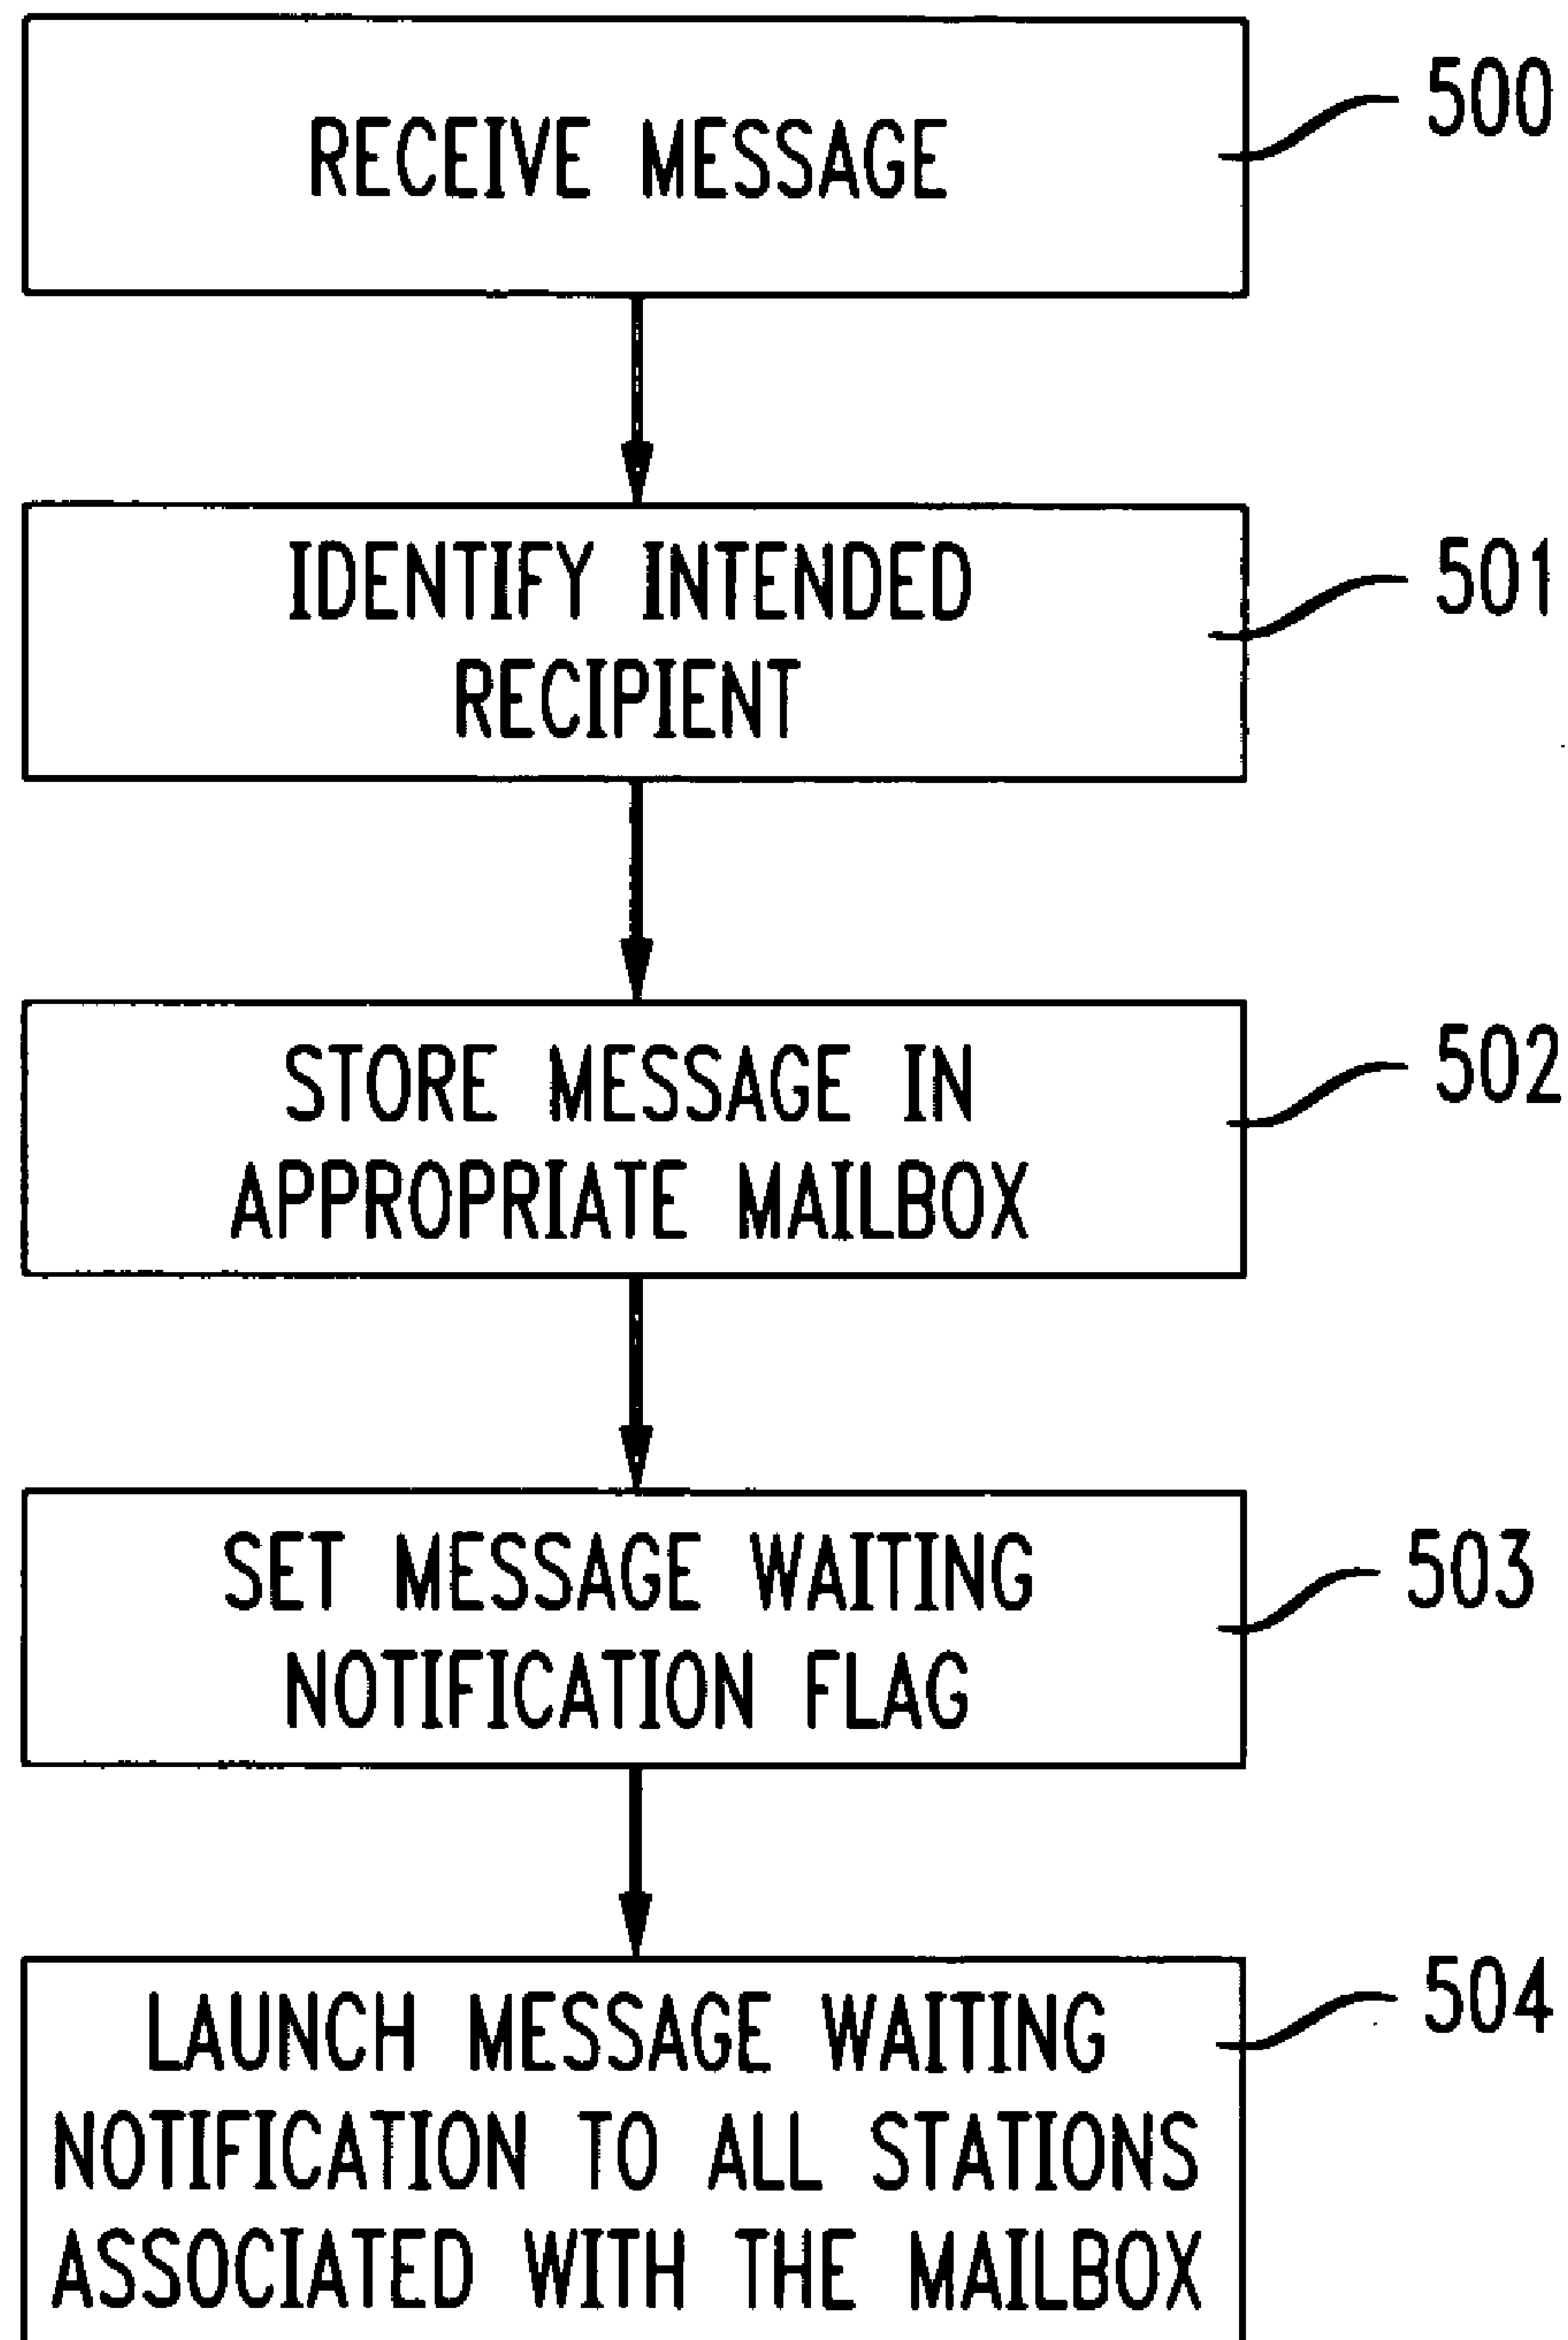 RECEIVE MESSAGE
500
IDENTIFY INTENDED
RECIPIENT
501
STORE MESSAGE IN
APPROPRIATE MAILBOX
502
SET MESSAGE WAITING
NOTIFICATION FLAG
503
LAUNCH MESSAGE WAITING
NOTIFICATION TO ALL STATIONS
ASSOCIATED WITH THE MAILBOX
504